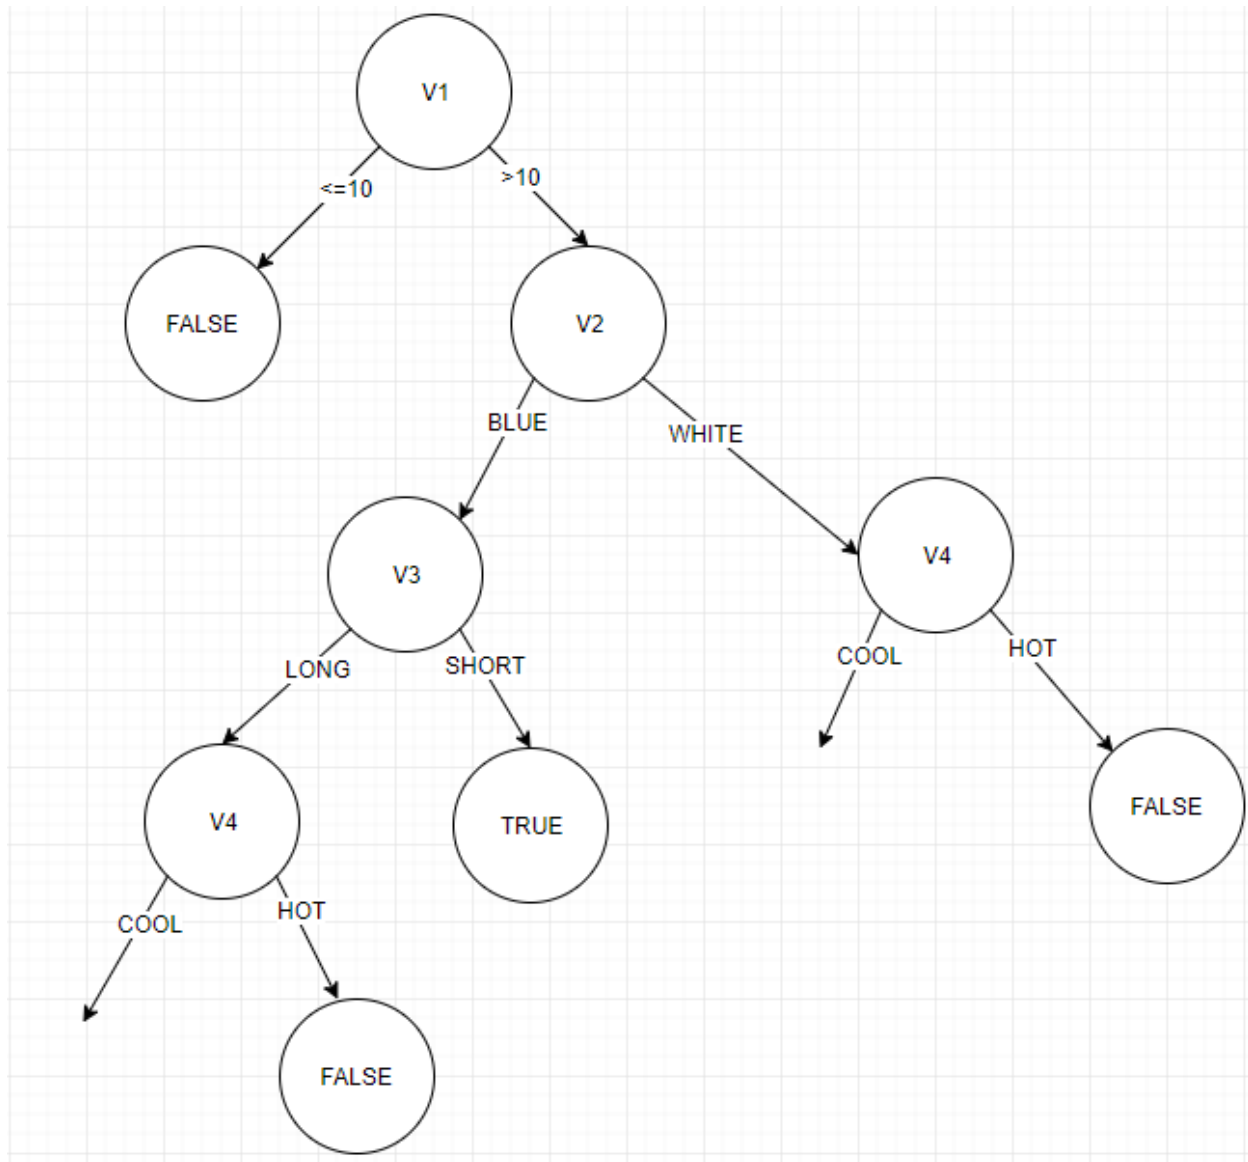 V1
<=10
>10
FALSE
V2
BLUE
WHITE
V3
V4
LONG
SHORT
COOL
HOT
V4
TRUE
FALSE
COOL
HOT
FALSE